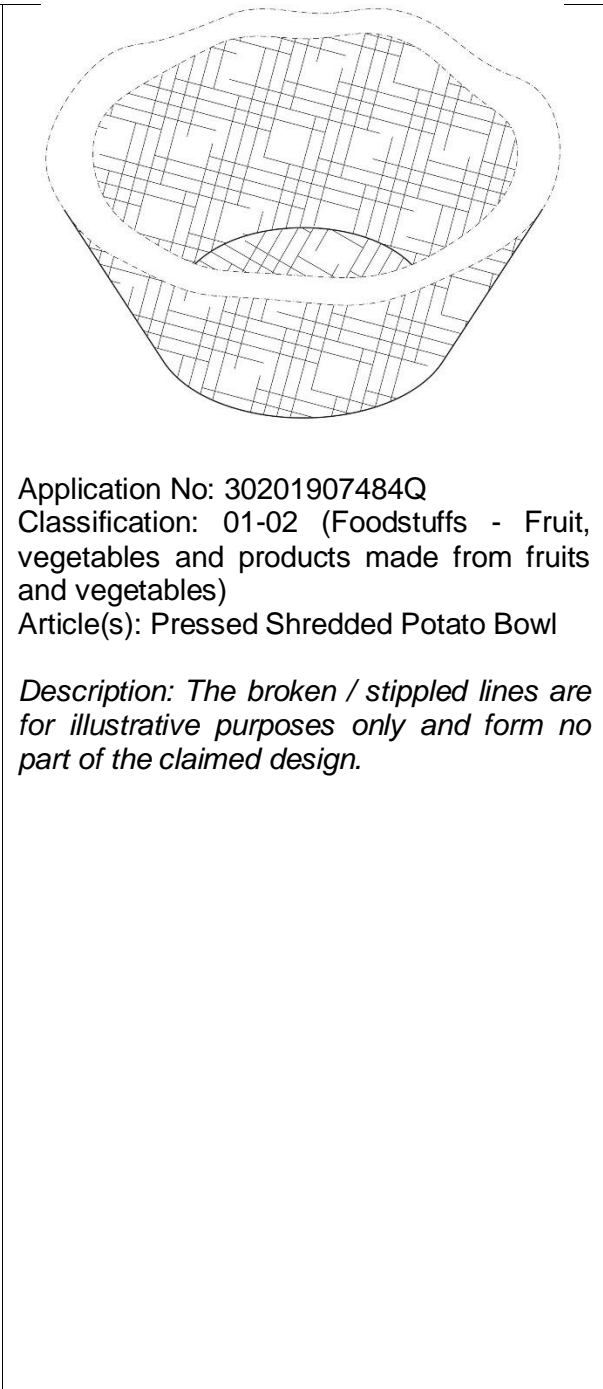 Application No: 30201907484Q
Classification: 01-02 (Foodstuffs - Fruit,
vegetables and products made from fruits
and vegetables)
Article(s): Pressed Shredded Potato Bowl
Description: The broken / stippled lines are
for illustrative purposes only and form no
part of the claimed design.